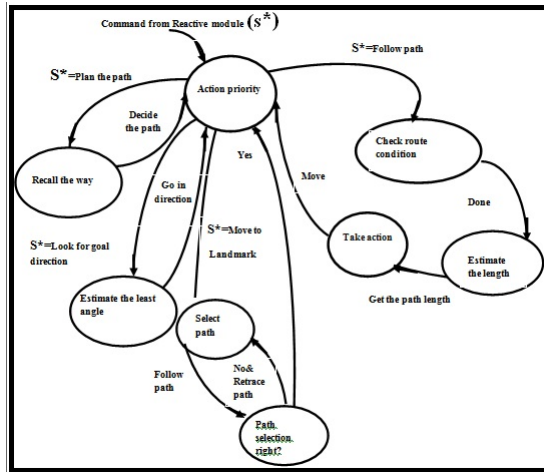 Command from Reactive module (s*)
S*=Follow path
S*=Plan the path
Action priority
Decide
the path
Check route
condition
Yes
Recall the way
Go in
direction
Move
Done
S*=Look for goal
direction
S*=Move to
Landmark
Take action
Estimate
the length
Estimate the least
angle
Get the path length
Select
path
Follow
path
No&
Retrace
path
Path
selection
right?